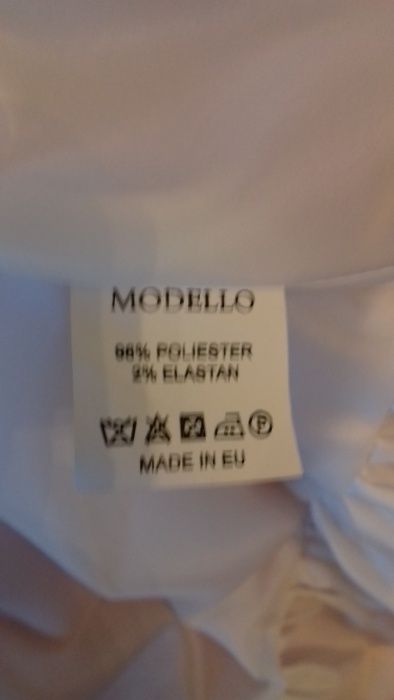 MODELLO
98% POLIESTER
2% ELASTAN
P
MADE IN EU